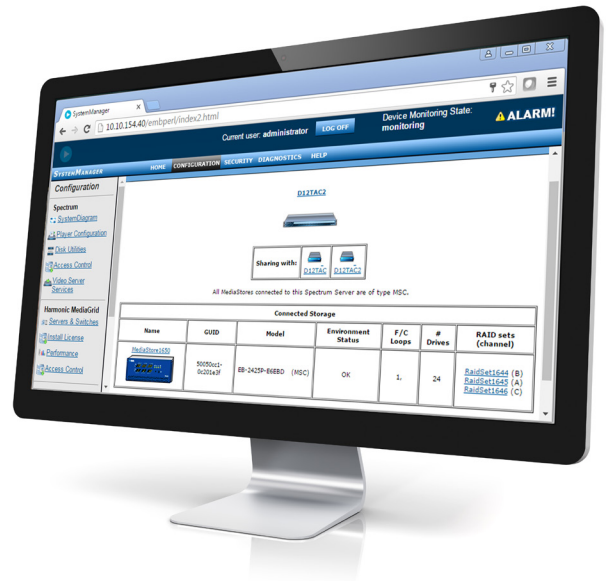 SystemManager
10.10.154.40/embperl/index2.html
Current user: administrator
LOG OFF
Device Monitoring State:
monitoring
ALARM!
SYSTEMMANAGER
HOME CONFIGURATION SECURITY DIAGNOSTICS HELP
Configuration
Spectrum
SystemDiagram
Player Configuration
Disk Utilities
Access Control
Video Server
Services
Harmonic MediaGrid
Servers & Switches
Install License
Performance
Access Control
D12TAC2
Sharing with:
D12TAC D12TAC2
All MediaStores connected to this Spectrum Server are of type MSC.
Connected Storage
Name GUID Model Environment Status F/C Loops # Drives RAID sets (channel)
MediaStore1650
50050cc1-
0c201e3f
EB-2425P-E6EBD (MSC)
OK
1.
24
RaidSet1644 (B)
RaidSet1645 (A)
RaidSet1646 (C)